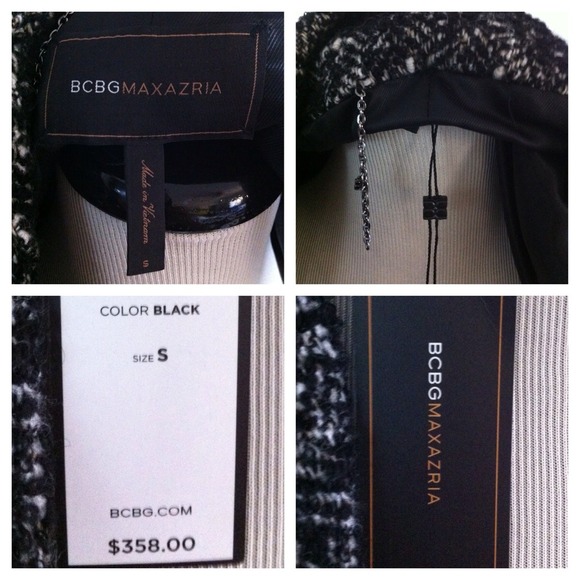 BCBGMAXAZRIA
Made in Vietnam
COLOR BLACK
SIZE S
BCBG.COM
$358.00
BCBGMAXAZRIA